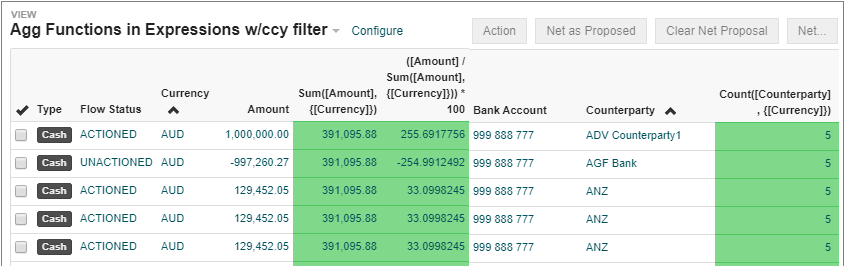 VIEW
Agg Functions in Expressions w/ccy filter Configure Action Net as Proposed Clear Net Proposal Net...
Type Flow Status Currency Amount Sum([Amount], {[Currency]}) ([Amount] / Sum([Amount], {[Currency]})) * 100 Bank Account Counterparty Count([Counterparty] , {[Currency]})
Cash ACTIONED AUD 1,000,000.00 391,095.88 255.6917756 999 888 777 ADV Counterparty1 5
Cash UNACTIONED AUD -997,260.27 391,095.88 -254.9912492 999 888 777 AGF Bank 5
Cash ACTIONED AUD 129,452.05 391,095.88 33.0998245 999 888 777 ANZ 5
Cash ACTIONED AUD 129,452.05 391,095.88 33.0998245 999 888 777 ANZ 5
Cash ACTIONED AUD 129,452.05 391,095.88 33.0998245 999 888 777 ANZ 5